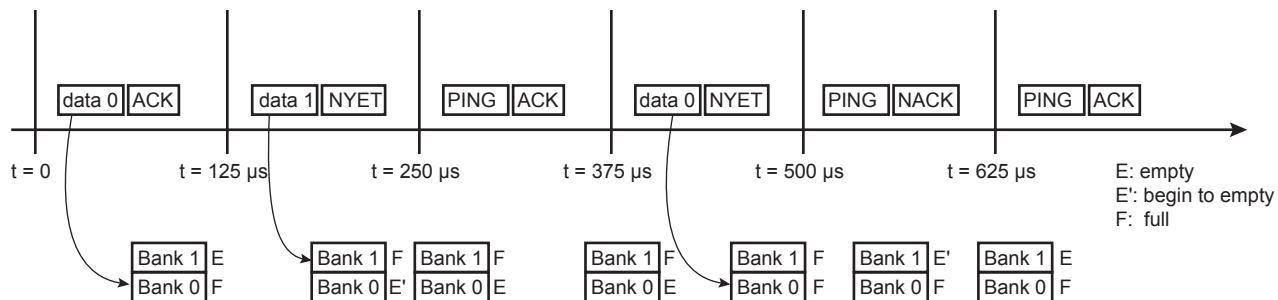 data 0 ACK data 1 NYET PING ACK data 0 NYET PING NACK PING ACK
t = 0 t = 125 μs t = 250 μs t = 375 μs t = 500 μs t = 625 μs
E: empty
E': begin to empty
F: full
Bank 1 E Bank 1 F Bank 1 F Bank 1 F Bank 1 F Bank 1 E' Bank 1 E
Bank 0 F Bank 0 E' Bank 0 E Bank 0 E Bank 0 F Bank 0 F Bank 0 F